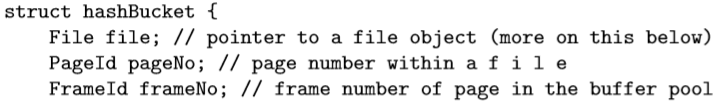 struct hashBucket {
File file; // pointer to a file object (more on this below)
PageId pageNo; // page number within a f i l e
FrameId frameNo; // frame number of page in the buffer pool